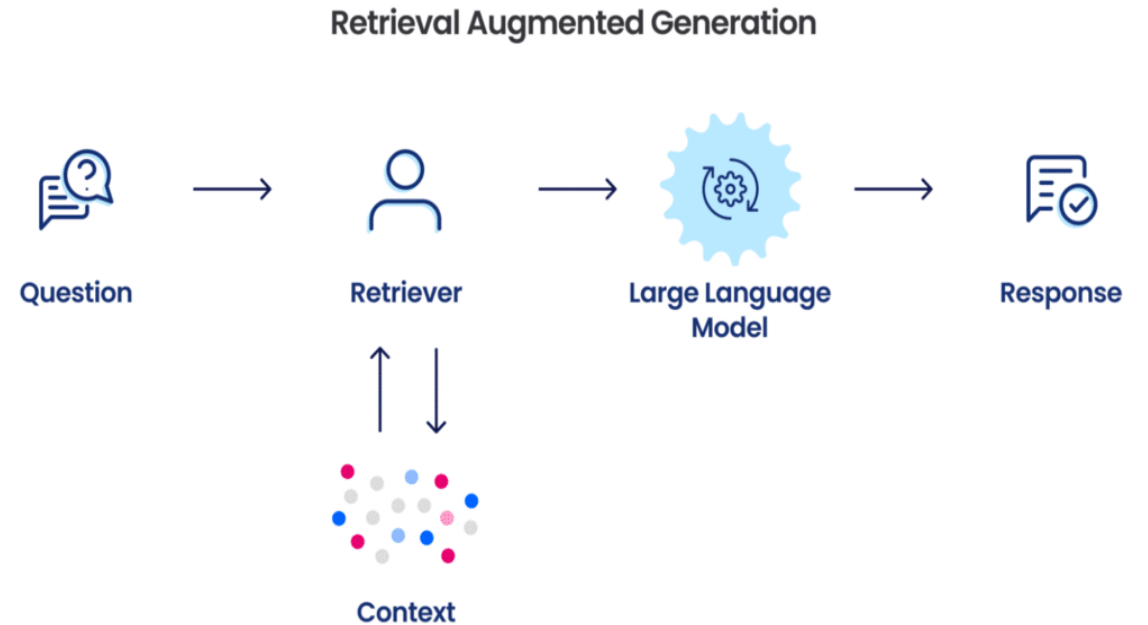 Retrieval Augmented Generation
?
Question
Retriever
Large Language
Model
Response
Context